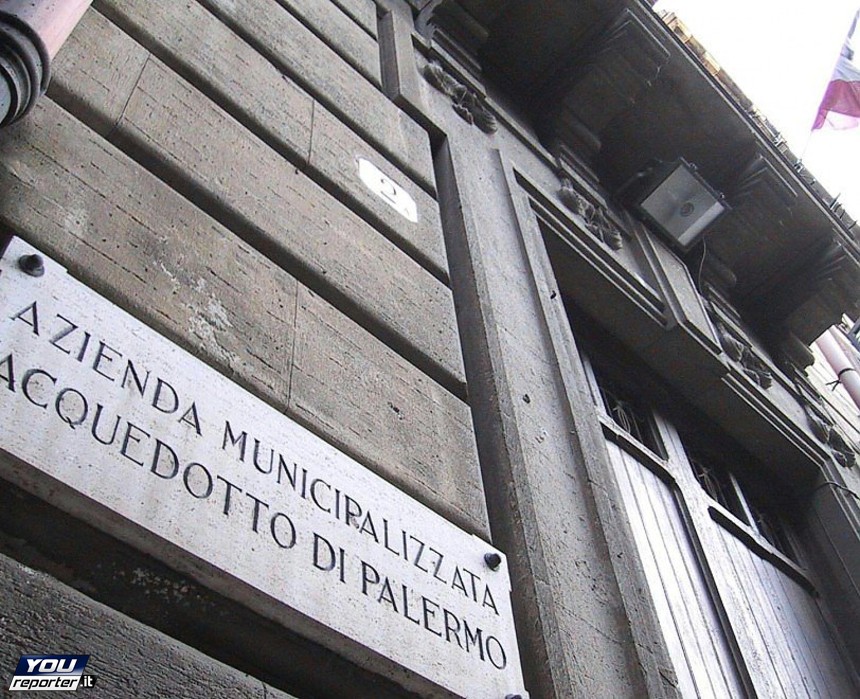 2
AZIENDA MUNICIPALIZZATA
ACQUEDOTTO DI PALERMO
YOU
reporter.it